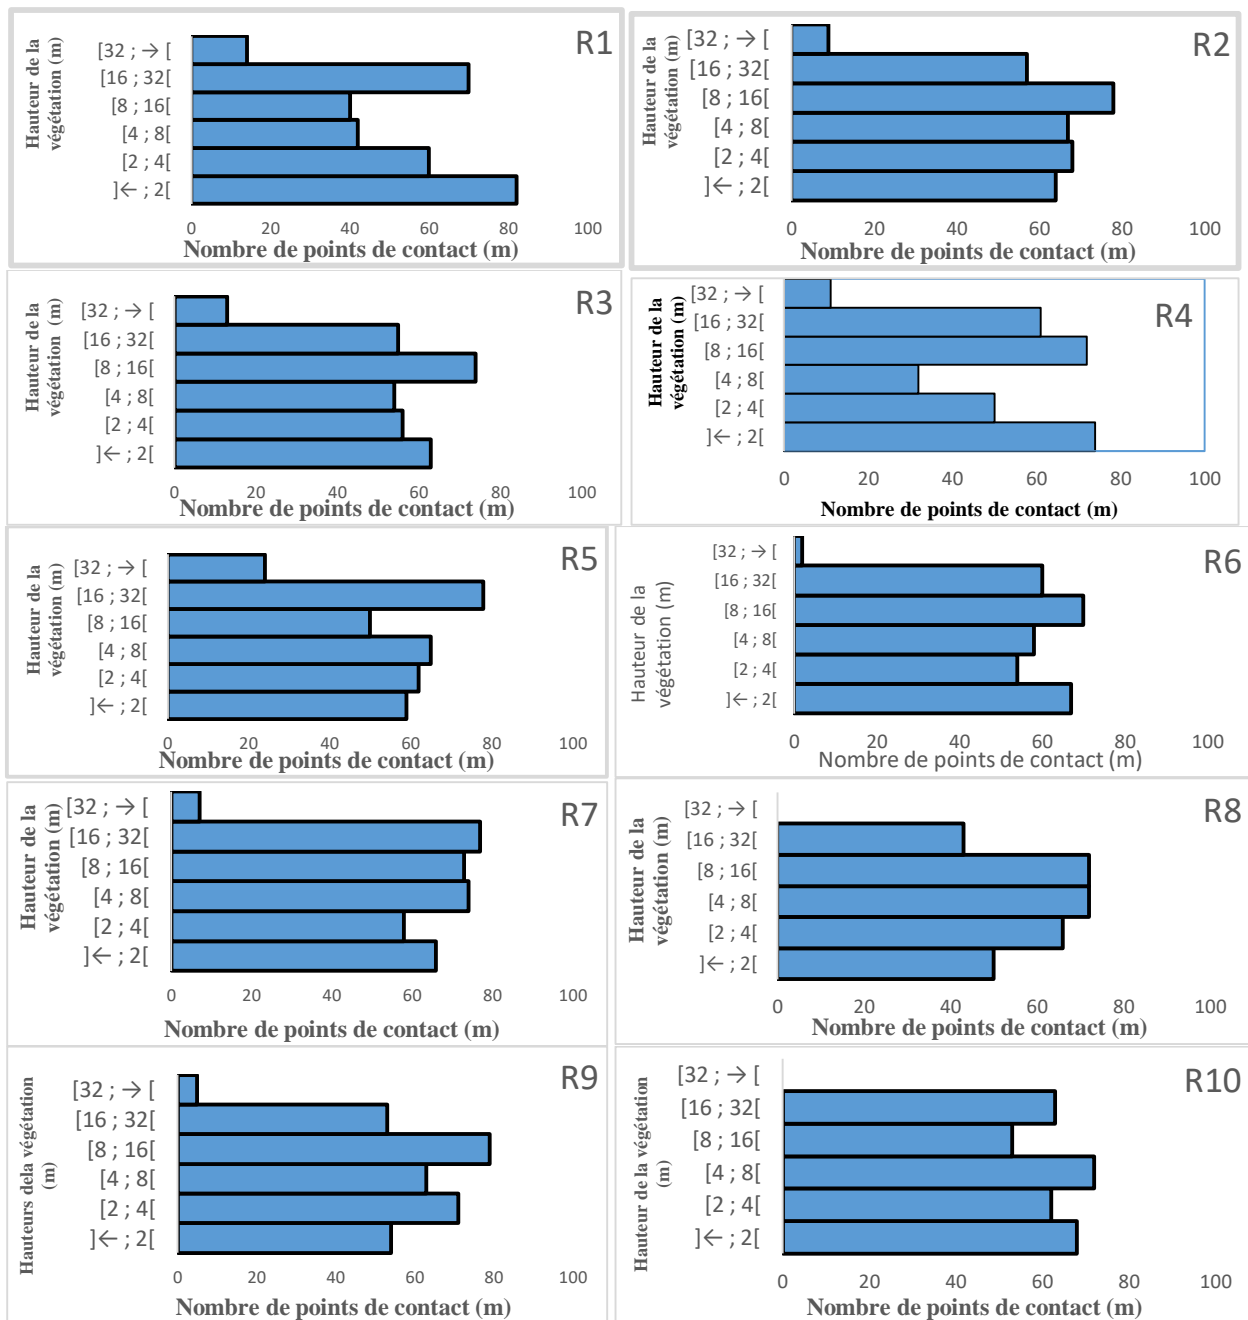 R1
Hauteur de la
végétation (m)
[32 ; → [
[16 ; 32[
[8 ; 16[
[4 ; 8[
[2 ; 4[
]← ; 2[
0 20 40 60 80 100
Nombre de points de contact (m)
R2
Hauteur de la
végétation (m)
[32 ; → [
[16 ; 32[
[8 ; 16[
[4 ; 8[
[2 ; 4[
]← ; 2[
0 20 40 60 80 100
Nombre de points de contact (m)
R3
Hauteur de la
végétation (m)
[32 ; → [
[16 ; 32[
[8 ; 16[
[4 ; 8[
[2 ; 4[
]← ; 2[
0 20 40 60 80 100
Nombre de points de contact (m)
R4
Hauteur de la
végétation (m)
[32 ; → [
[16 ; 32[
[8 ; 16[
[4 ; 8[
[2 ; 4[
]← ; 2[
0 20 40 60 80 100
Nombre de points de contact (m)
R5
Hauteur de la
végétation (m)
[32 ; → [
[16 ; 32[
[8 ; 16[
[4 ; 8[
[2 ; 4[
]← ; 2[
0 20 40 60 80 100
Nombre de points de contact (m)
R6
Hauteur de la
végétation (m)
[32 ; → [
[16 ; 32[
[8 ; 16[
[4 ; 8[
[2 ; 4[
]← ; 2[
0 20 40 60 80 100
Nombre de points de contact (m)
R7
Hauteur de la
végétation (m)
[32 ; → [
[16 ; 32[
[8 ; 16[
[4 ; 8[
[2 ; 4[
]← ; 2[
0 20 40 60 80 100
Nombre de points de contact (m)
R8
Hauteur de la
végétation (m)
[32 ; → [
[16 ; 32[
[8 ; 16[
[4 ; 8[
[2 ; 4[
]← ; 2[
0 20 40 60 80 100
Nombre de points de contact (m)
R9
Hauteurs dela végétation
(m)
[32 ; → [
[16 ; 32[
[8 ; 16[
[4 ; 8[
[2 ; 4[
]← ; 2[
0 20 40 60 80 100
Nombre de points de contact (m)
R10
Hauteur de la végétation
(m)
[32 ; → [
[16 ; 32[
[8 ; 16[
[4 ; 8[
[2 ; 4[
]← ; 2[
0 20 40 60 80 100
Nombre de points de contact (m)